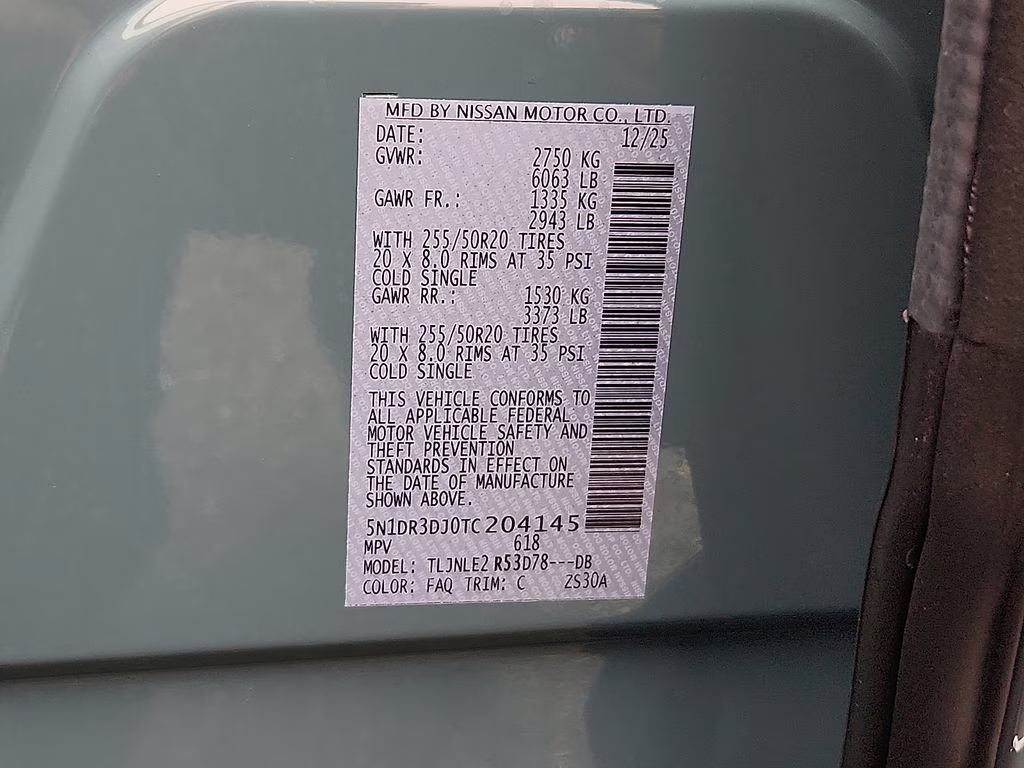 MFD BY NISSAN MOTOR CO., LTD.
DATE: 12/25
GVWR: 2750 KG
6063 LB
GAWR FR.: 1335 KG
2943 LB
WITH 255/50R20 TIRES
20 X 8.0 RIMS AT 35 PSI
COLD SINGLE
GAWR RR.: 1530 KG
3373 LB
WITH 255/50R20 TIRES
20 X 8.0 RIMS AT 35 PSI
COLD SINGLE
THIS VEHICLE CONFORMS TO
ALL APPLICABLE FEDERAL
MOTOR VEHICLE SAFETY AND
THEFT PREVENTION
STANDARDS IN EFFECT ON
THE DATE OF MANUFACTURE
SHOWN ABOVE.
5N1DR3DJ0TC204145
MPV 618
MODEL: TLJNLE2 R53D78---DB
COLOR: FAQ TRIM: C ZS30A